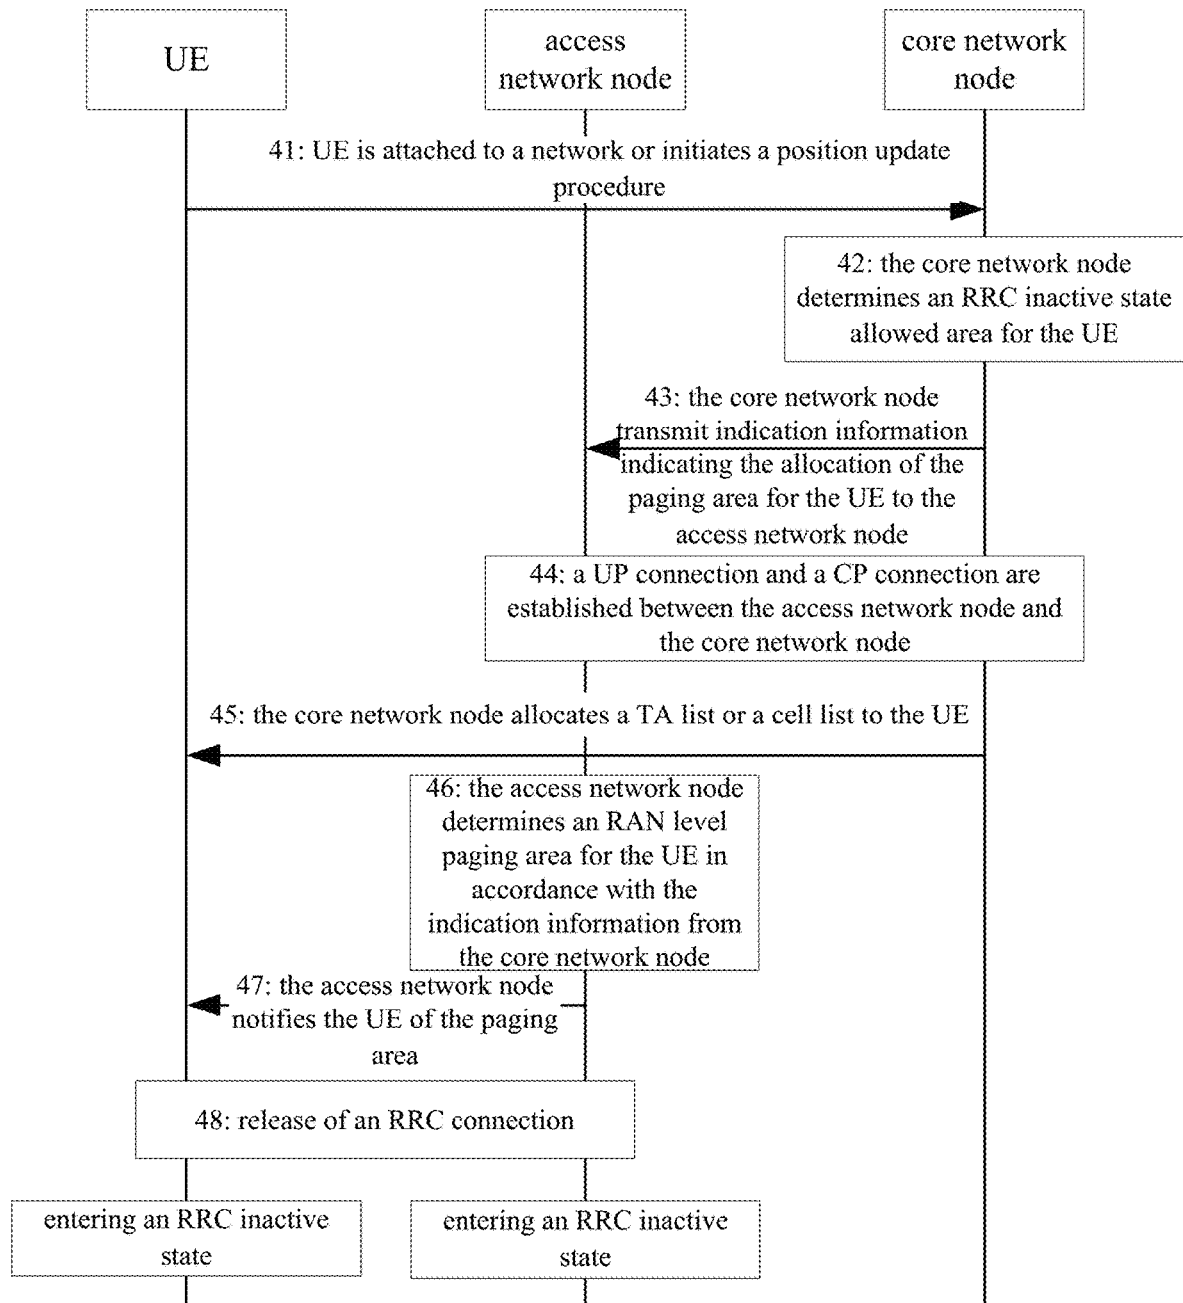 UE
access
network node
core network
node
41: UE is attached to a network or initiates a position update
procedure
42: the core network node
determines an RRC inactive state
allowed area for the UE
43: the core network node
transmit indication information
indicating the allocation of the
paging area for the UE to the
access network node
44: a UP connection and a CP connection are
established between the access network node and
the core network node
45: the core network node allocates a TA list or a cell list to the UE
46: the access network node
determines an RAN level
paging area for the UE in
accordance with the
indication information from
the core network node
47: the access network node
notifies the UE of the paging
area
48: release of an RRC connection
entering an RRC inactive
state
entering an RRC inactive
state